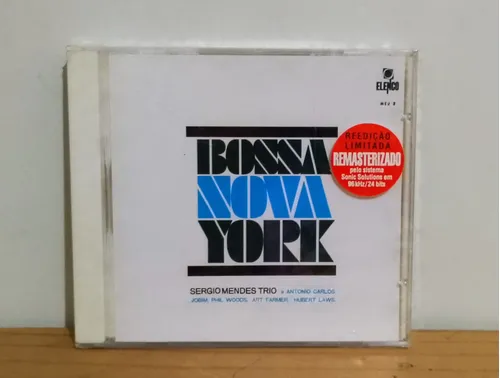 ELENCO
BOSSA
NOVA
YORK
REEDIÇÃO
LIMITADA
REMASTERIZADO
pelo sistema
Sonic Solutions em
96kHz/24 bits
SERGIO MENDES TRIO e ANTONIO CARLOS
JOBIM, PHIL WOODS, ART FARMER, HUBERT LAWS